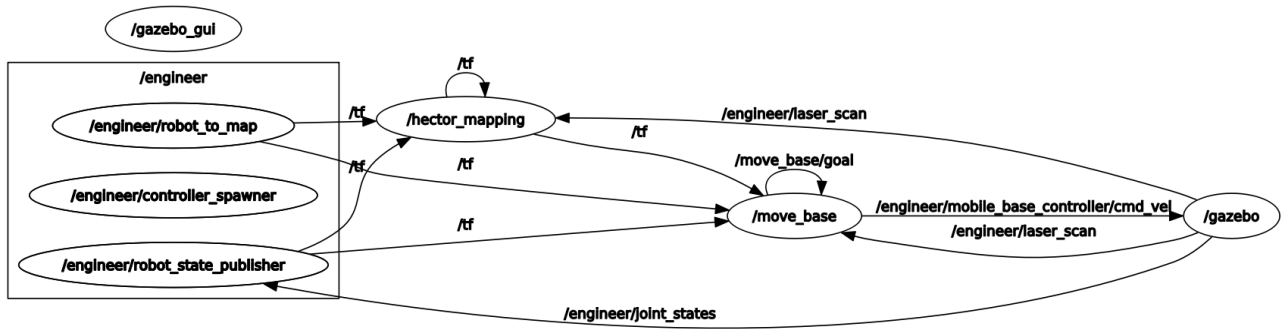 /gazebo_gui
/engineer
/tf
/engineer/robot_to_map
/tf
/hector_mapping
/engineer/laser_scan
/tf
/tf
/tf
/move_base/goal
/engineer/controller_spawner
/move_base
/engineer/mobile_base_controller/cmd_vel
/gazebo
/tf
/engineer/laser_scan
/engineer/robot_state_publisher
/engineer/joint_states